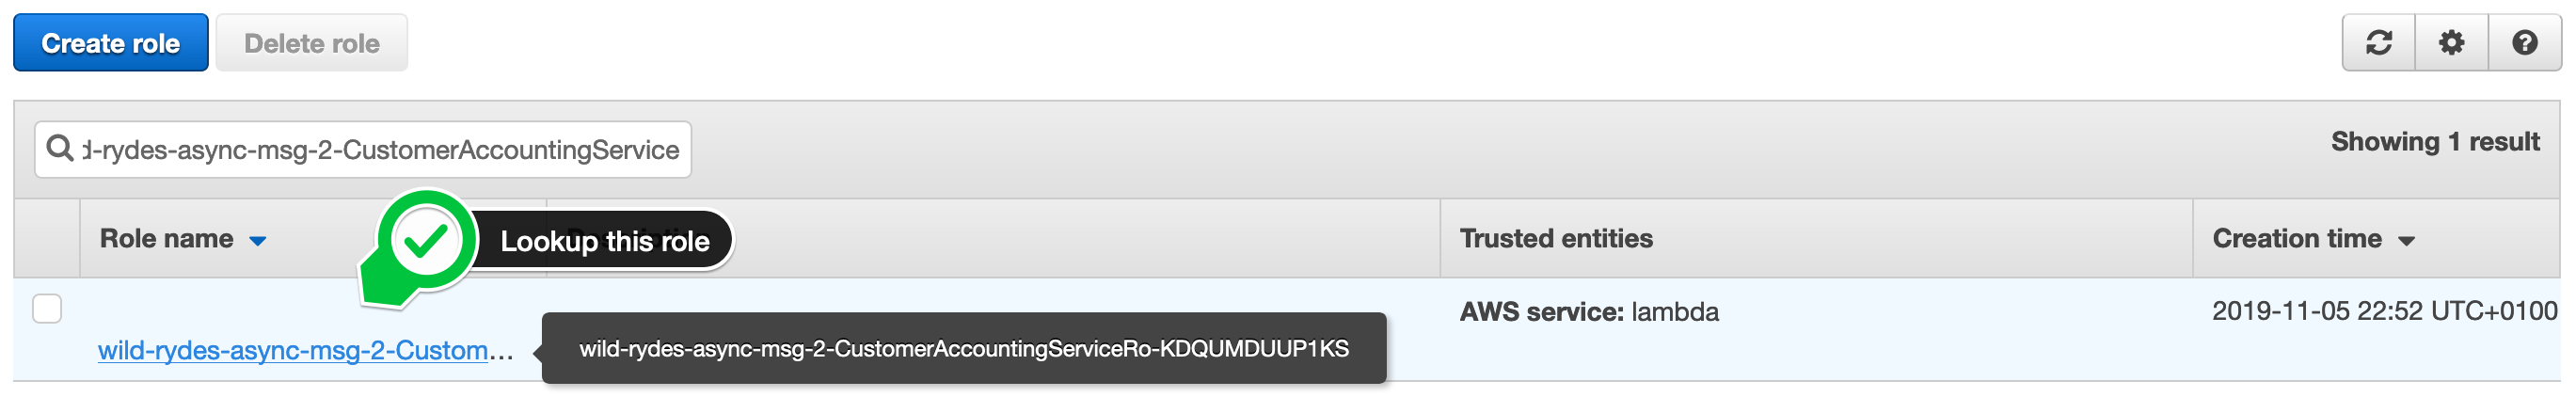 Create role
Delete role
d-rydes-async-msg-2-CustomerAccountingService
Showing 1 result
Role name
Lookup this role
Trusted entities
Creation time
AWS service: lambda
2019-11-05 22:52 UTC+0100
wild-rydes-async-msg-2-Custom...
wild-rydes-async-msg-2-CustomerAccountingServiceRo-KDQUMDUUP1KS